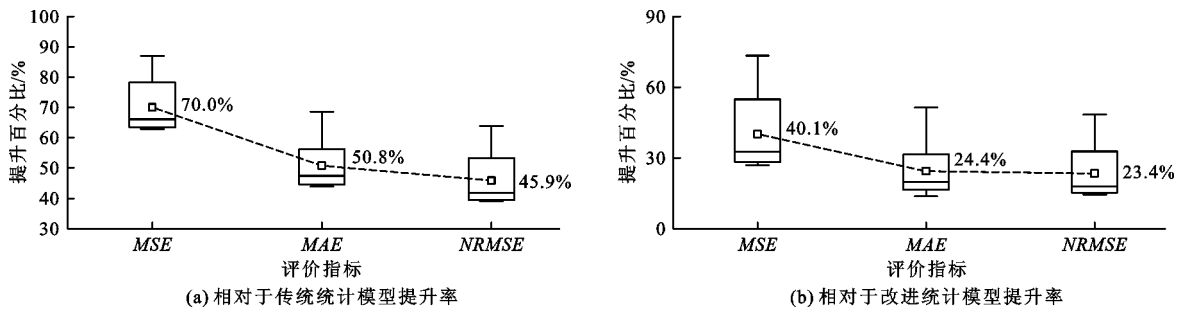 100
90
80
70
60
50
40
30
提升百分比/%
70.0%
50.8%
45.9%
MSE
MAE
NRMSE
评价指标
(a) 相对于传统统计模型提升率
90
60
30
0
提升百分比/%
40.1%
24.4%
23.4%
MSE
MAE
NRMSE
评价指标
(b) 相对于改进统计模型提升率